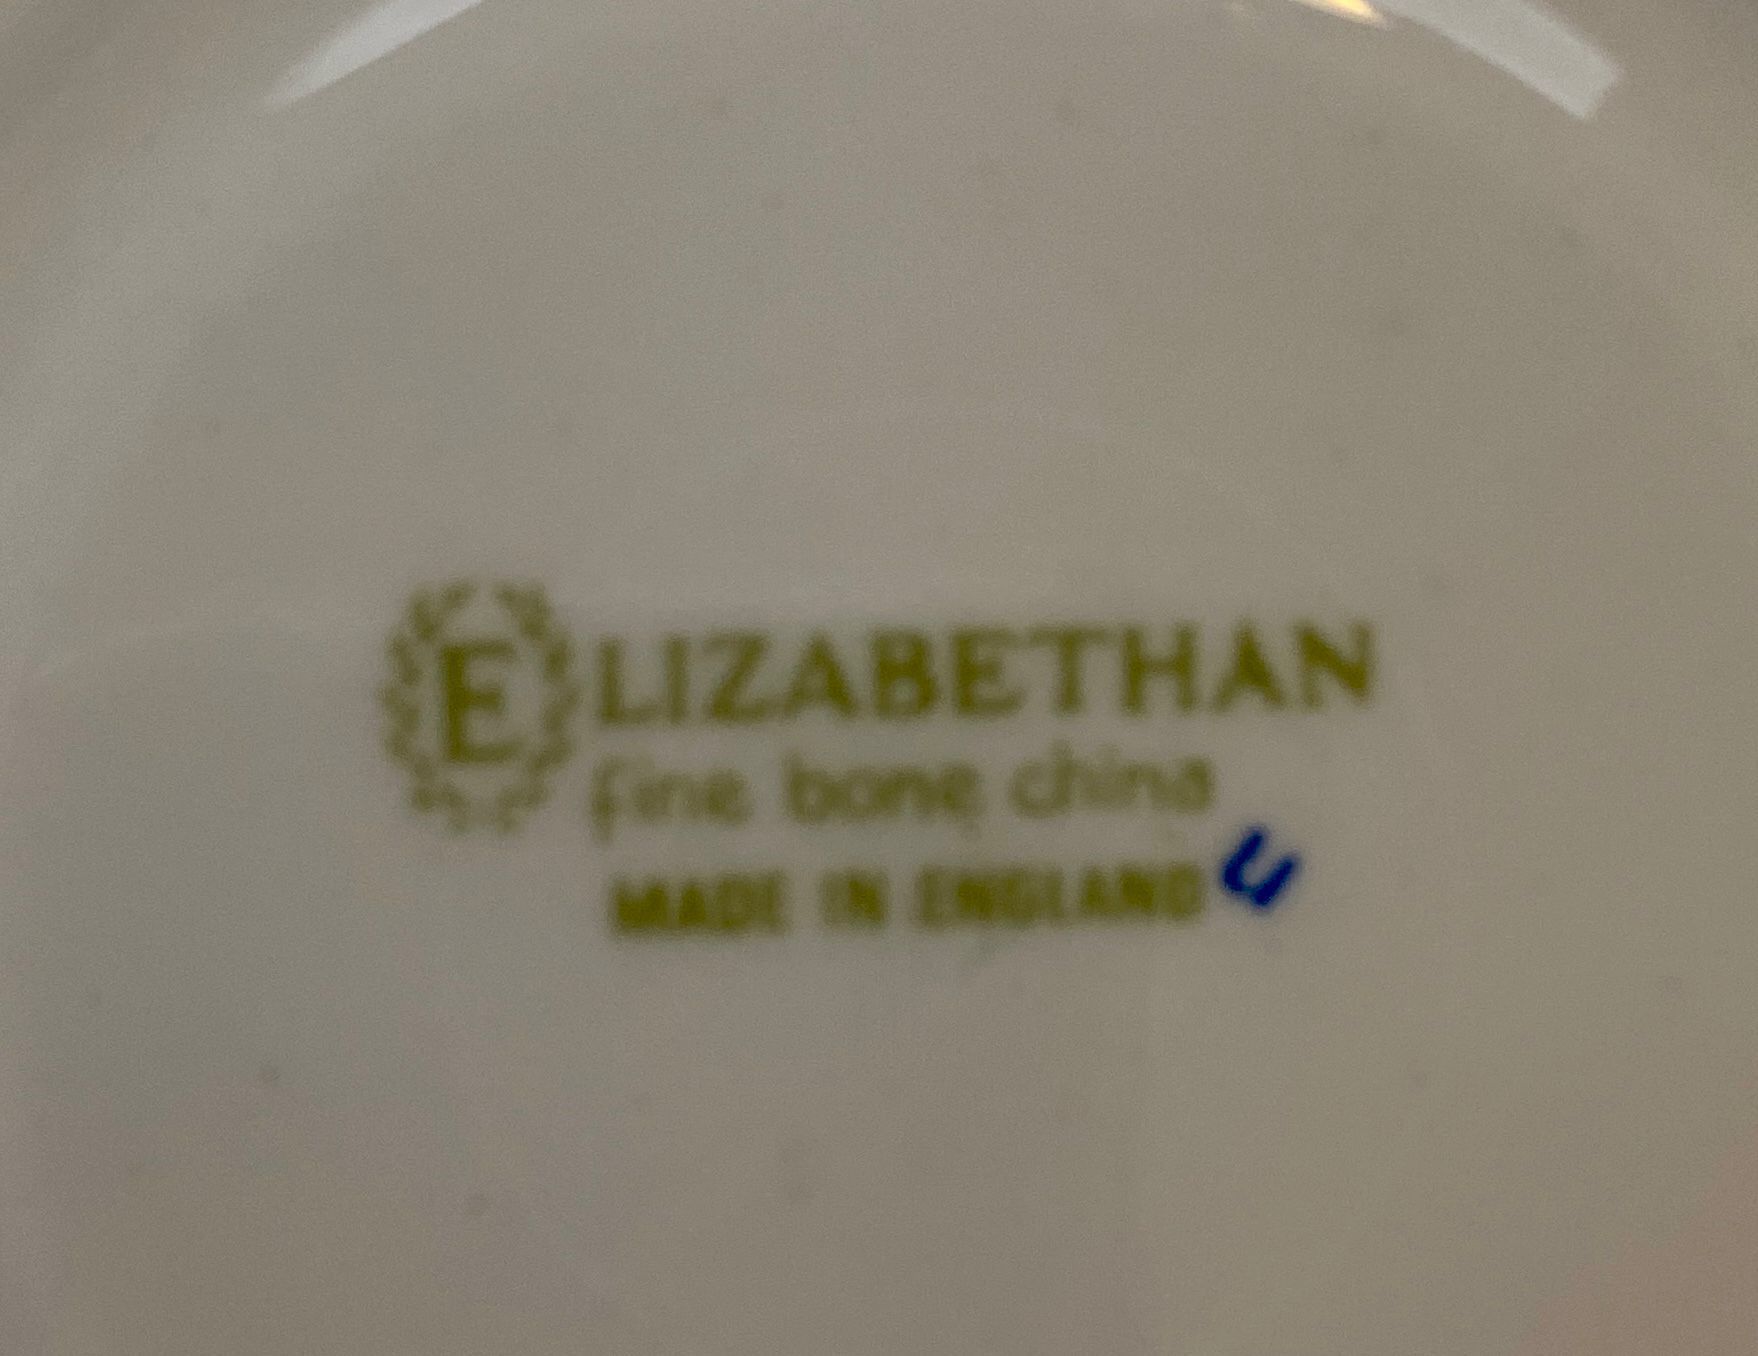 ELIZABETHAN
fine bone china
MADE IN ENGLAND